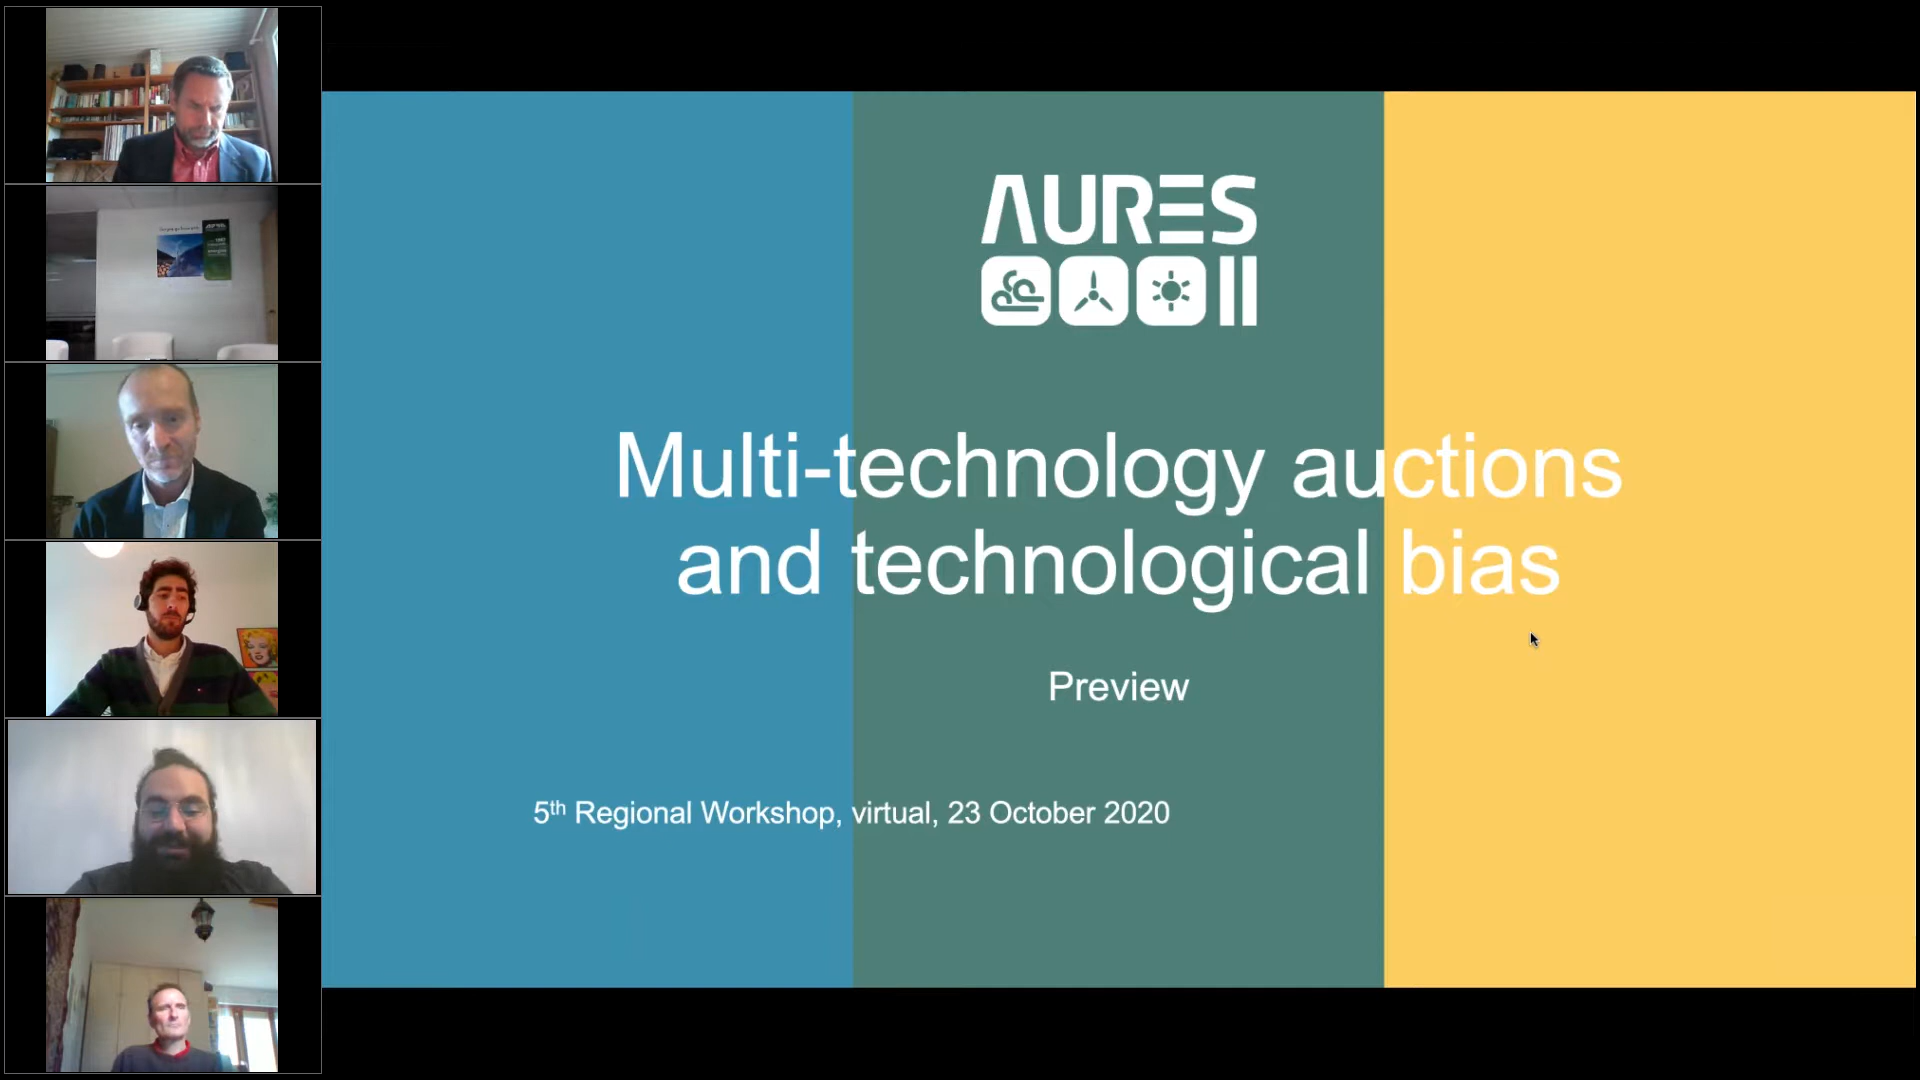 AURES
II
Multi-technology auctions
and technological bias
Preview
5th Regional Workshop, virtual, 23 October 2020